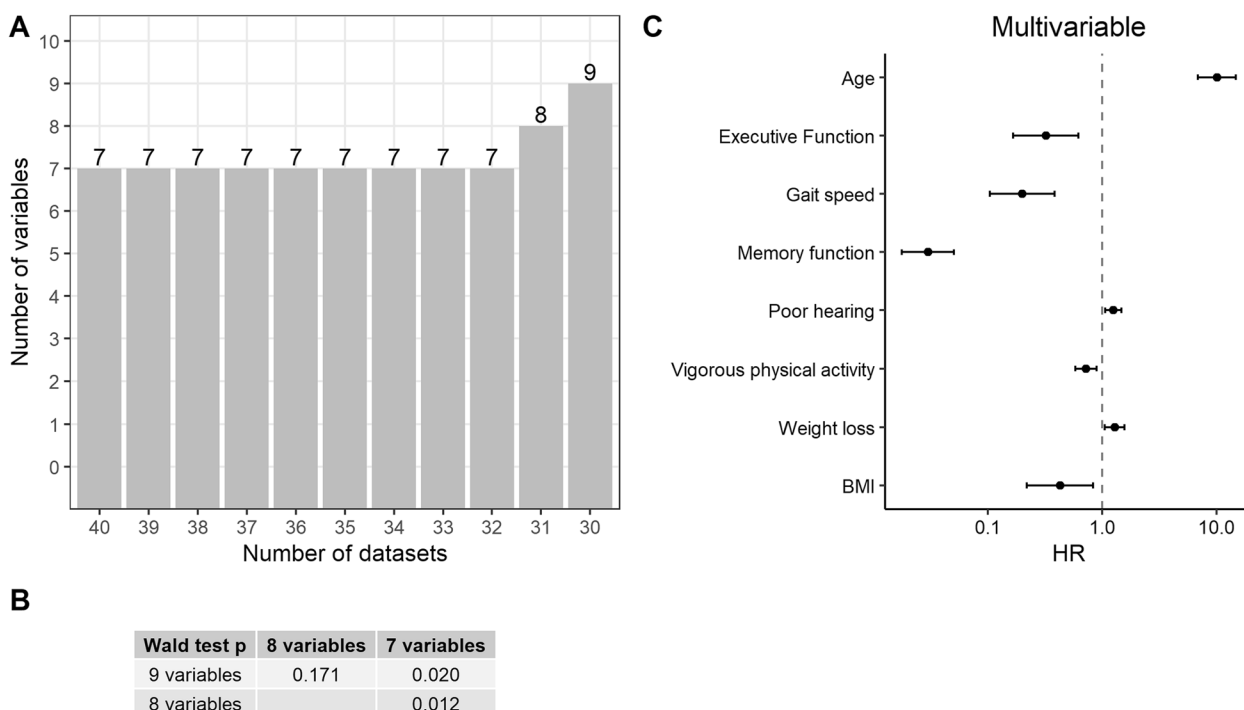 A
10
9
8
7
6
5
4
3
2
1
0
Number of variables
7 7 7 7 7 7 7 7 7 8 9
40 39 38 37 36 35 34 33 32 31 30
Number of datasets
B
Wald test p 8 variables 7 variables
9 variables 0.171 0.020
8 variables 0.012
C
Multivariable
Age
Executive Function
Gait speed
Memory function
Poor hearing
Vigorous physical activity
Weight loss
BMI
0.1 1.0 10.0
HR